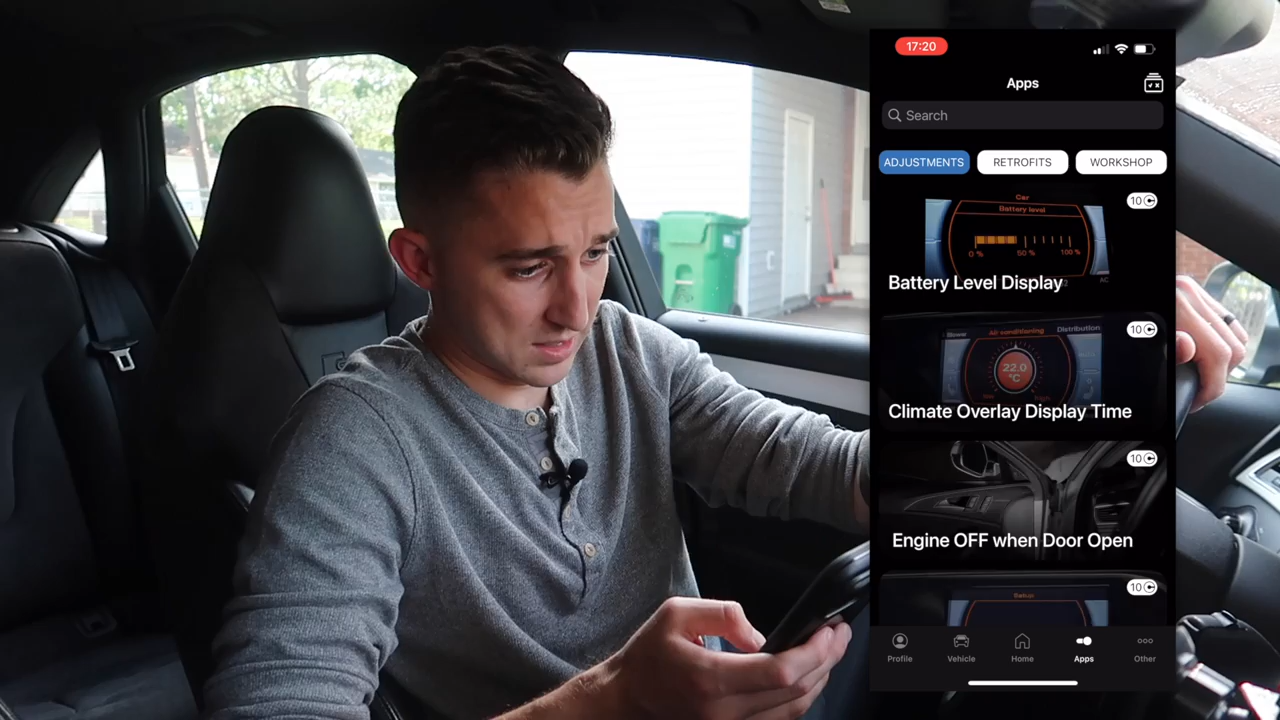 17:20
Apps
Search
ADJUSTMENTS RETROFITS WORKSHOP
10
Car
Battery level
0 % 50 % 100 %
AC
Battery Level Display
10
Blower Air conditioning Distribution
22.0
°C
Climate Overlay Display Time
10
Engine OFF when Door Open
10
Profile Vehicle Home Apps Other